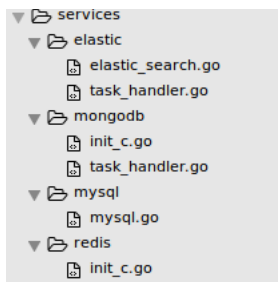 services
elastic
elastic_search.go
task_handler.go
mongodb
init_c.go
task_handler.go
mysql
mysql.go
redis
init_c.go